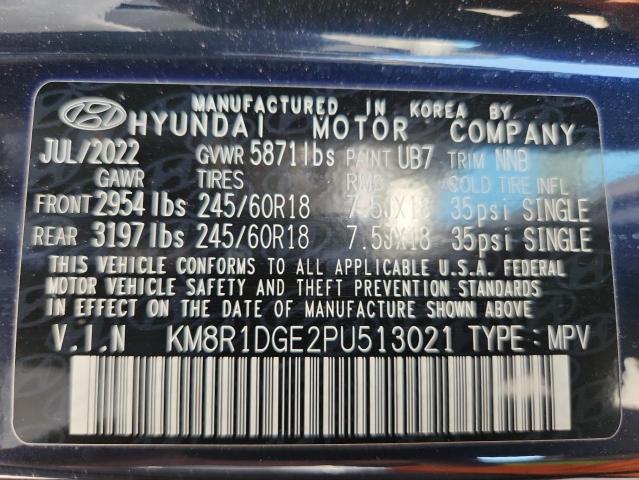 MANUFACTURED IN KOREA BY
HYUNDAI MOTOR COMPANY
JUL/2022 GVWR 5871lbs PAINT UB7 TRIM NNB
GAWR TIRES RMS COLD TIRE INFL
FRONT 2954lbs 245/60R18 7.5JX18 35psi SINGLE
REAR 3197lbs 245/60R18 7.5JX18 35psi SINGLE
THIS VEHICLE CONFORMS TO ALL APPLICABLE U.S.A. FEDERAL
MOTOR VEHICLE SAFETY AND THEFT PREVENTION STANDARDS
IN EFFECT ON THE DATE OF MANUFACTURE SHOWN ABOVE
V.I.N KM8R1DGE2PU513021 TYPE: MPV